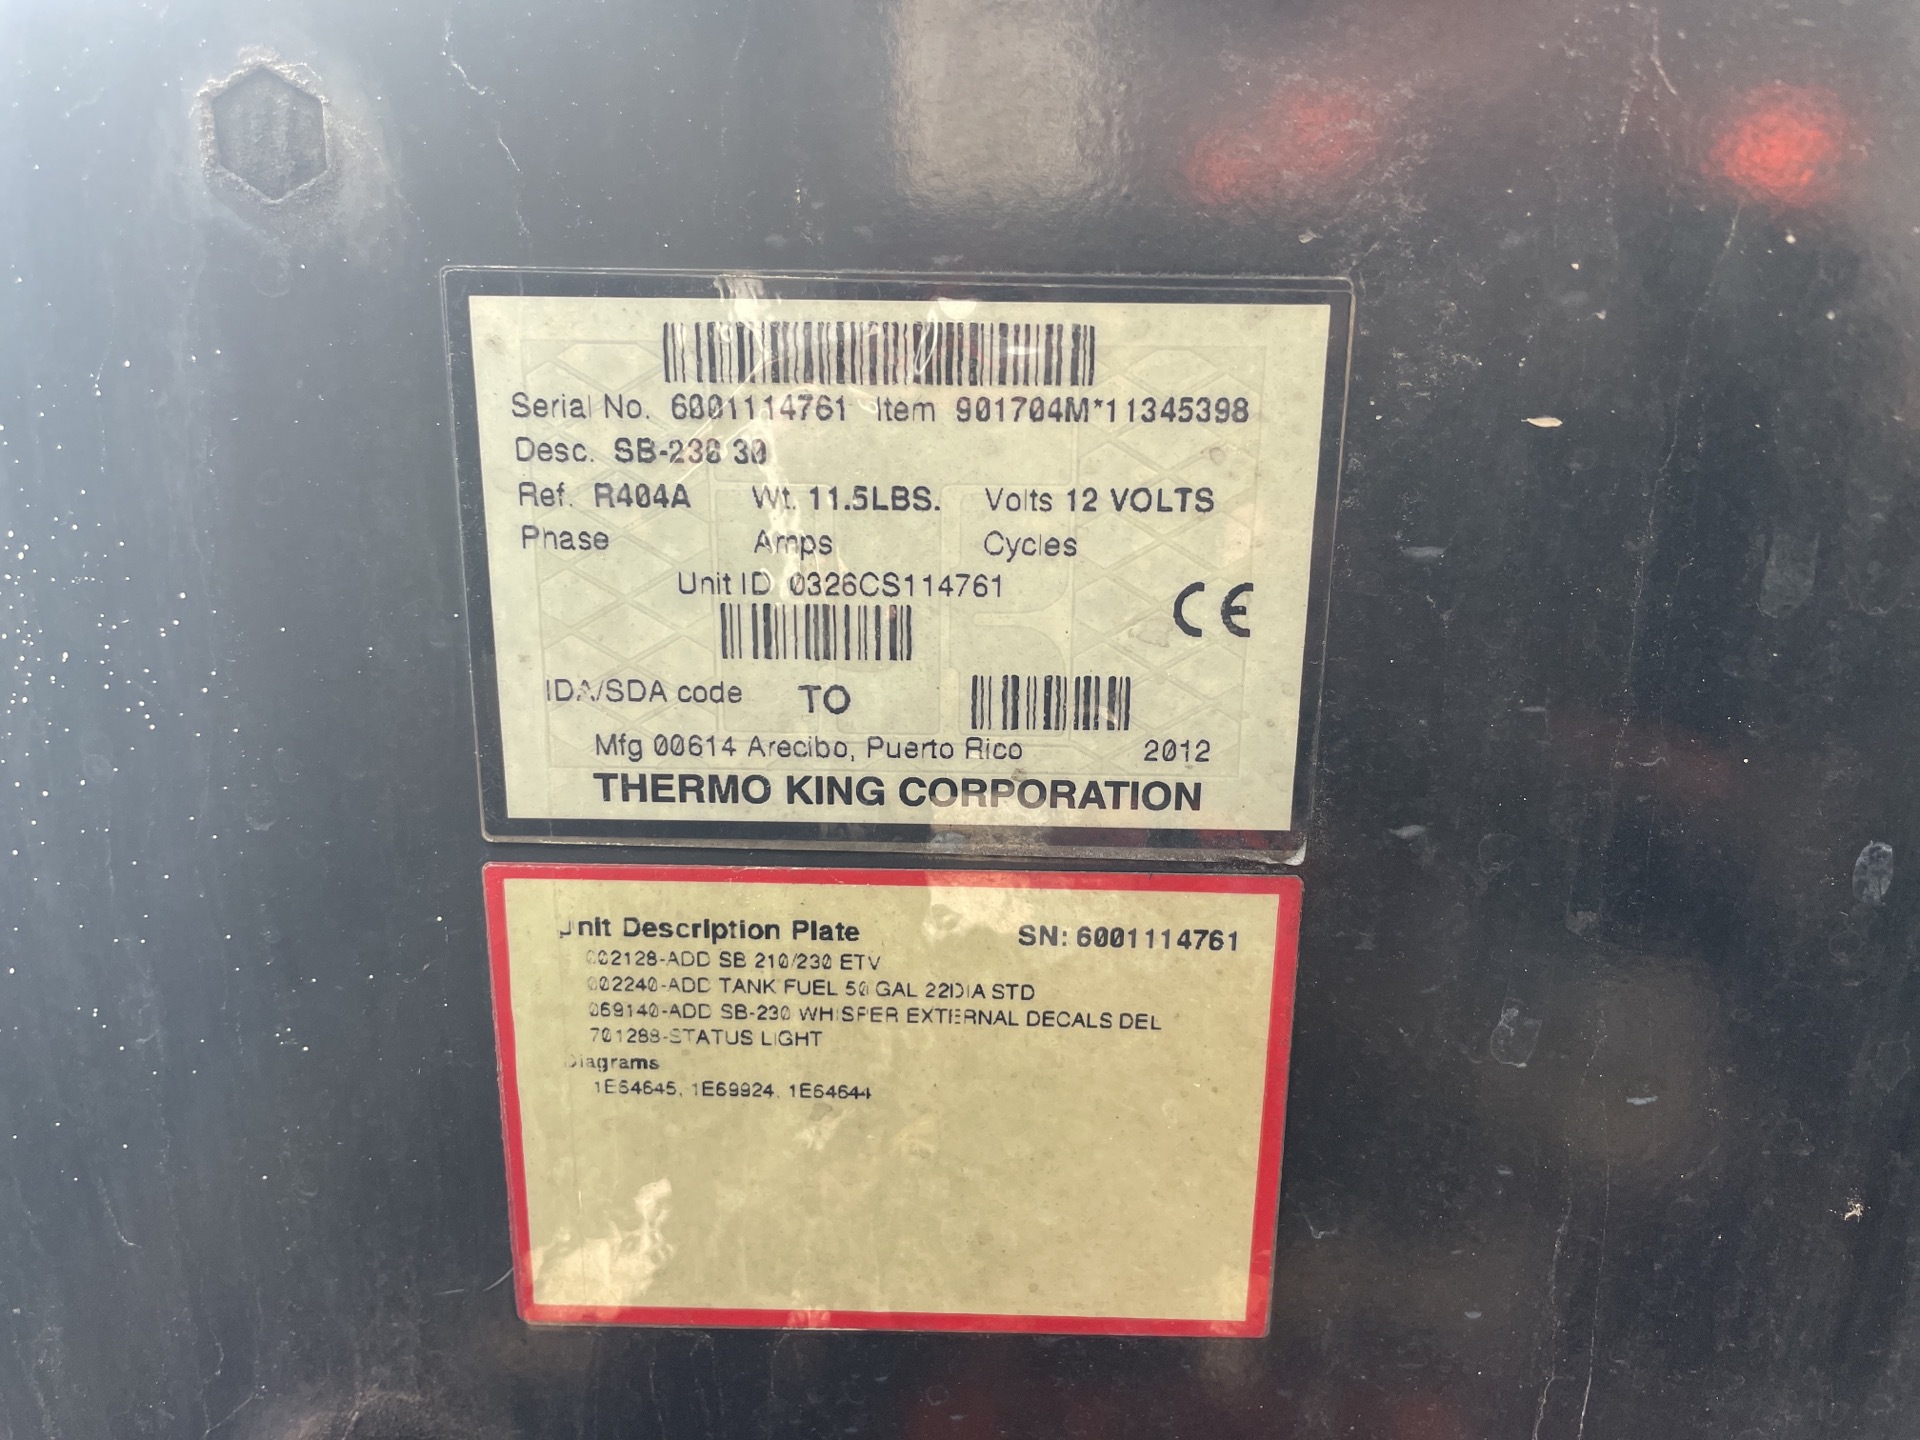 Serial No. 6001114761 Item 901704M*11345398
Desc. SB-230 30
Ref. R404A Wt. 11.5LBS. Volts 12 VOLTS
Phase Amps Cycles
Unit ID 0326CS114761
CE
IDA/SDA code TO
Mfg 00614 Arecibo, Puerto Rico 2012
THERMO KING CORPORATION
Unit Description Plate SN: 6001114761
002128-ADD SB 210/230 ETV
002240-ADD TANK FUEL 50 GAL 22DIA STD
069140-ADD SB-230 WHISPER EXTERNAL DECALS DEL
701288-STATUS LIGHT
Diagrams
1E64645, 1E69924, 1E64644